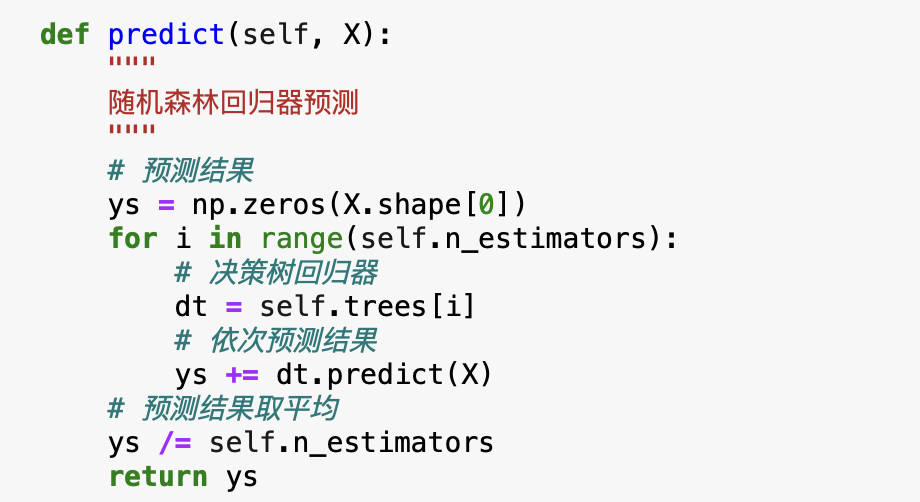 def predict(self, X):
    """
    随机森林回归器预测
    """
    # 预测结果
    ys = np.zeros(X.shape[0])
    for i in range(self.n_estimators):
        # 决策树回归器
        dt = self.trees[i]
        # 依次预测结果
        ys += dt.predict(X)
    # 预测结果取平均
    ys /= self.n_estimators
    return ys